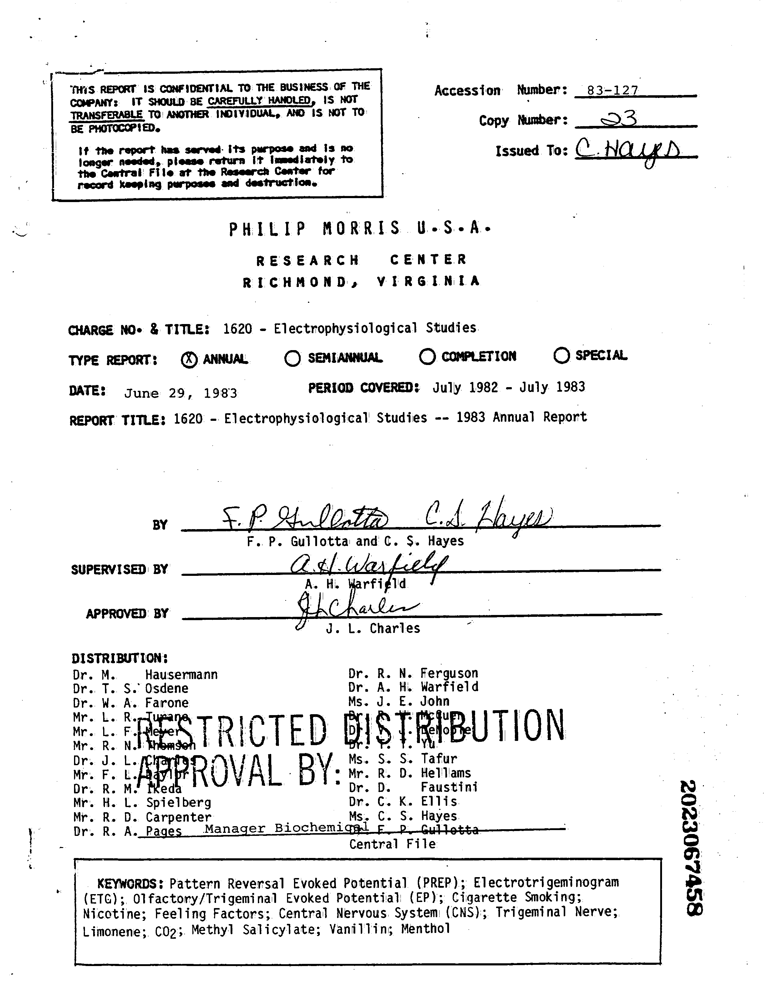 THIS REPORT IS CONFIDENTIAL TO THE BUSINESS OF THE
COMPANY: IT SHOULD BE CAREFULLY HANDLED, IS NOT
TRANSFERABLE TO ANOTHER INDIVIDUAL, AND IS NOT TO
BE PHOTOCOPIED.
If the report has served its purpose and is no
longer needed, please return it immediately to
the Central File at the Research Center for
record keeping purposes and destruction.
Accession Number: 83-127
Copy Number: 23
Issued To: C. Hayes
PHILIP MORRIS U.S.A.
RESEARCH CENTER
RICHMOND, VIRGINIA
CHARGE NO. & TITLE: 1620 - Electrophysiological Studies
TYPE REPORT: (X) ANNUAL ( ) SEMIANNUAL ( ) COMPLETION ( ) SPECIAL
DATE: June 29, 1983 PERIOD COVERED: July 1982 - July 1983
REPORT TITLE: 1620 - Electrophysiological Studies -- 1983 Annual Report
BY F. P. Gullotta C.S. Hayes
F. P. Gullotta and C. S. Hayes
SUPERVISED BY A.H. Warfield
A. H. Warfield
APPROVED BY J L Charles
J. L. Charles
DISTRIBUTION:
Dr. M. Hausermann Dr. R. N. Ferguson
Dr. T. S. Osdene Dr. A. H. Warfield
Dr. W. A. Farone Ms. J. E. John
Mr. L. R.
Mr. L. F. Meyer
RESTRICTED DISTRIBUTION
Mr. R. N. Thomson
Dr. J. L. Charles Ms. S. S. Tafur
Mr. F. L. Mr. R. D. Hellams
APPROVAL BY:
Dr. R. M. Ikeda Dr. D. Faustini
Mr. H. L. Spielberg Dr. C. K. Ellis
Mr. R. D. Carpenter Ms. C. S. Hayes
Dr. R. A. Pages Manager Biochemical F. P. Gullotta
Central File
KEYWORDS: Pattern Reversal Evoked Potential (PREP); Electrotrigeminogram
(ETG); Olfactory/Trigeminal Evoked Potential (EP); Cigarette Smoking;
Nicotine; Feeling Factors; Central Nervous System (CNS); Trigeminal Nerve;
Limonene; CO2; Methyl Salicylate; Vanillin; Menthol
2023067458